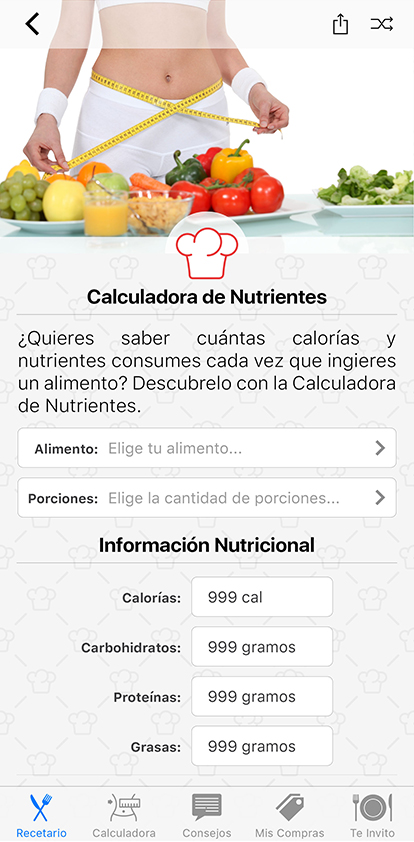 Calculadora de Nutrientes
¿Quieres saber cuántas calorías y
nutrientes consumes cada vez que ingieres
un alimento? Descubrelo con la Calculadora
de Nutrientes.
Alimento: Elige tu alimento...
Porciones: Elige la cantidad de porciones...
Información Nutricional
Calorías: 999 cal
Carbohidratos: 999 gramos
Proteínas: 999 gramos
Grasas: 999 gramos
Recetario Calculadora Consejos Mis Compras Te Invito